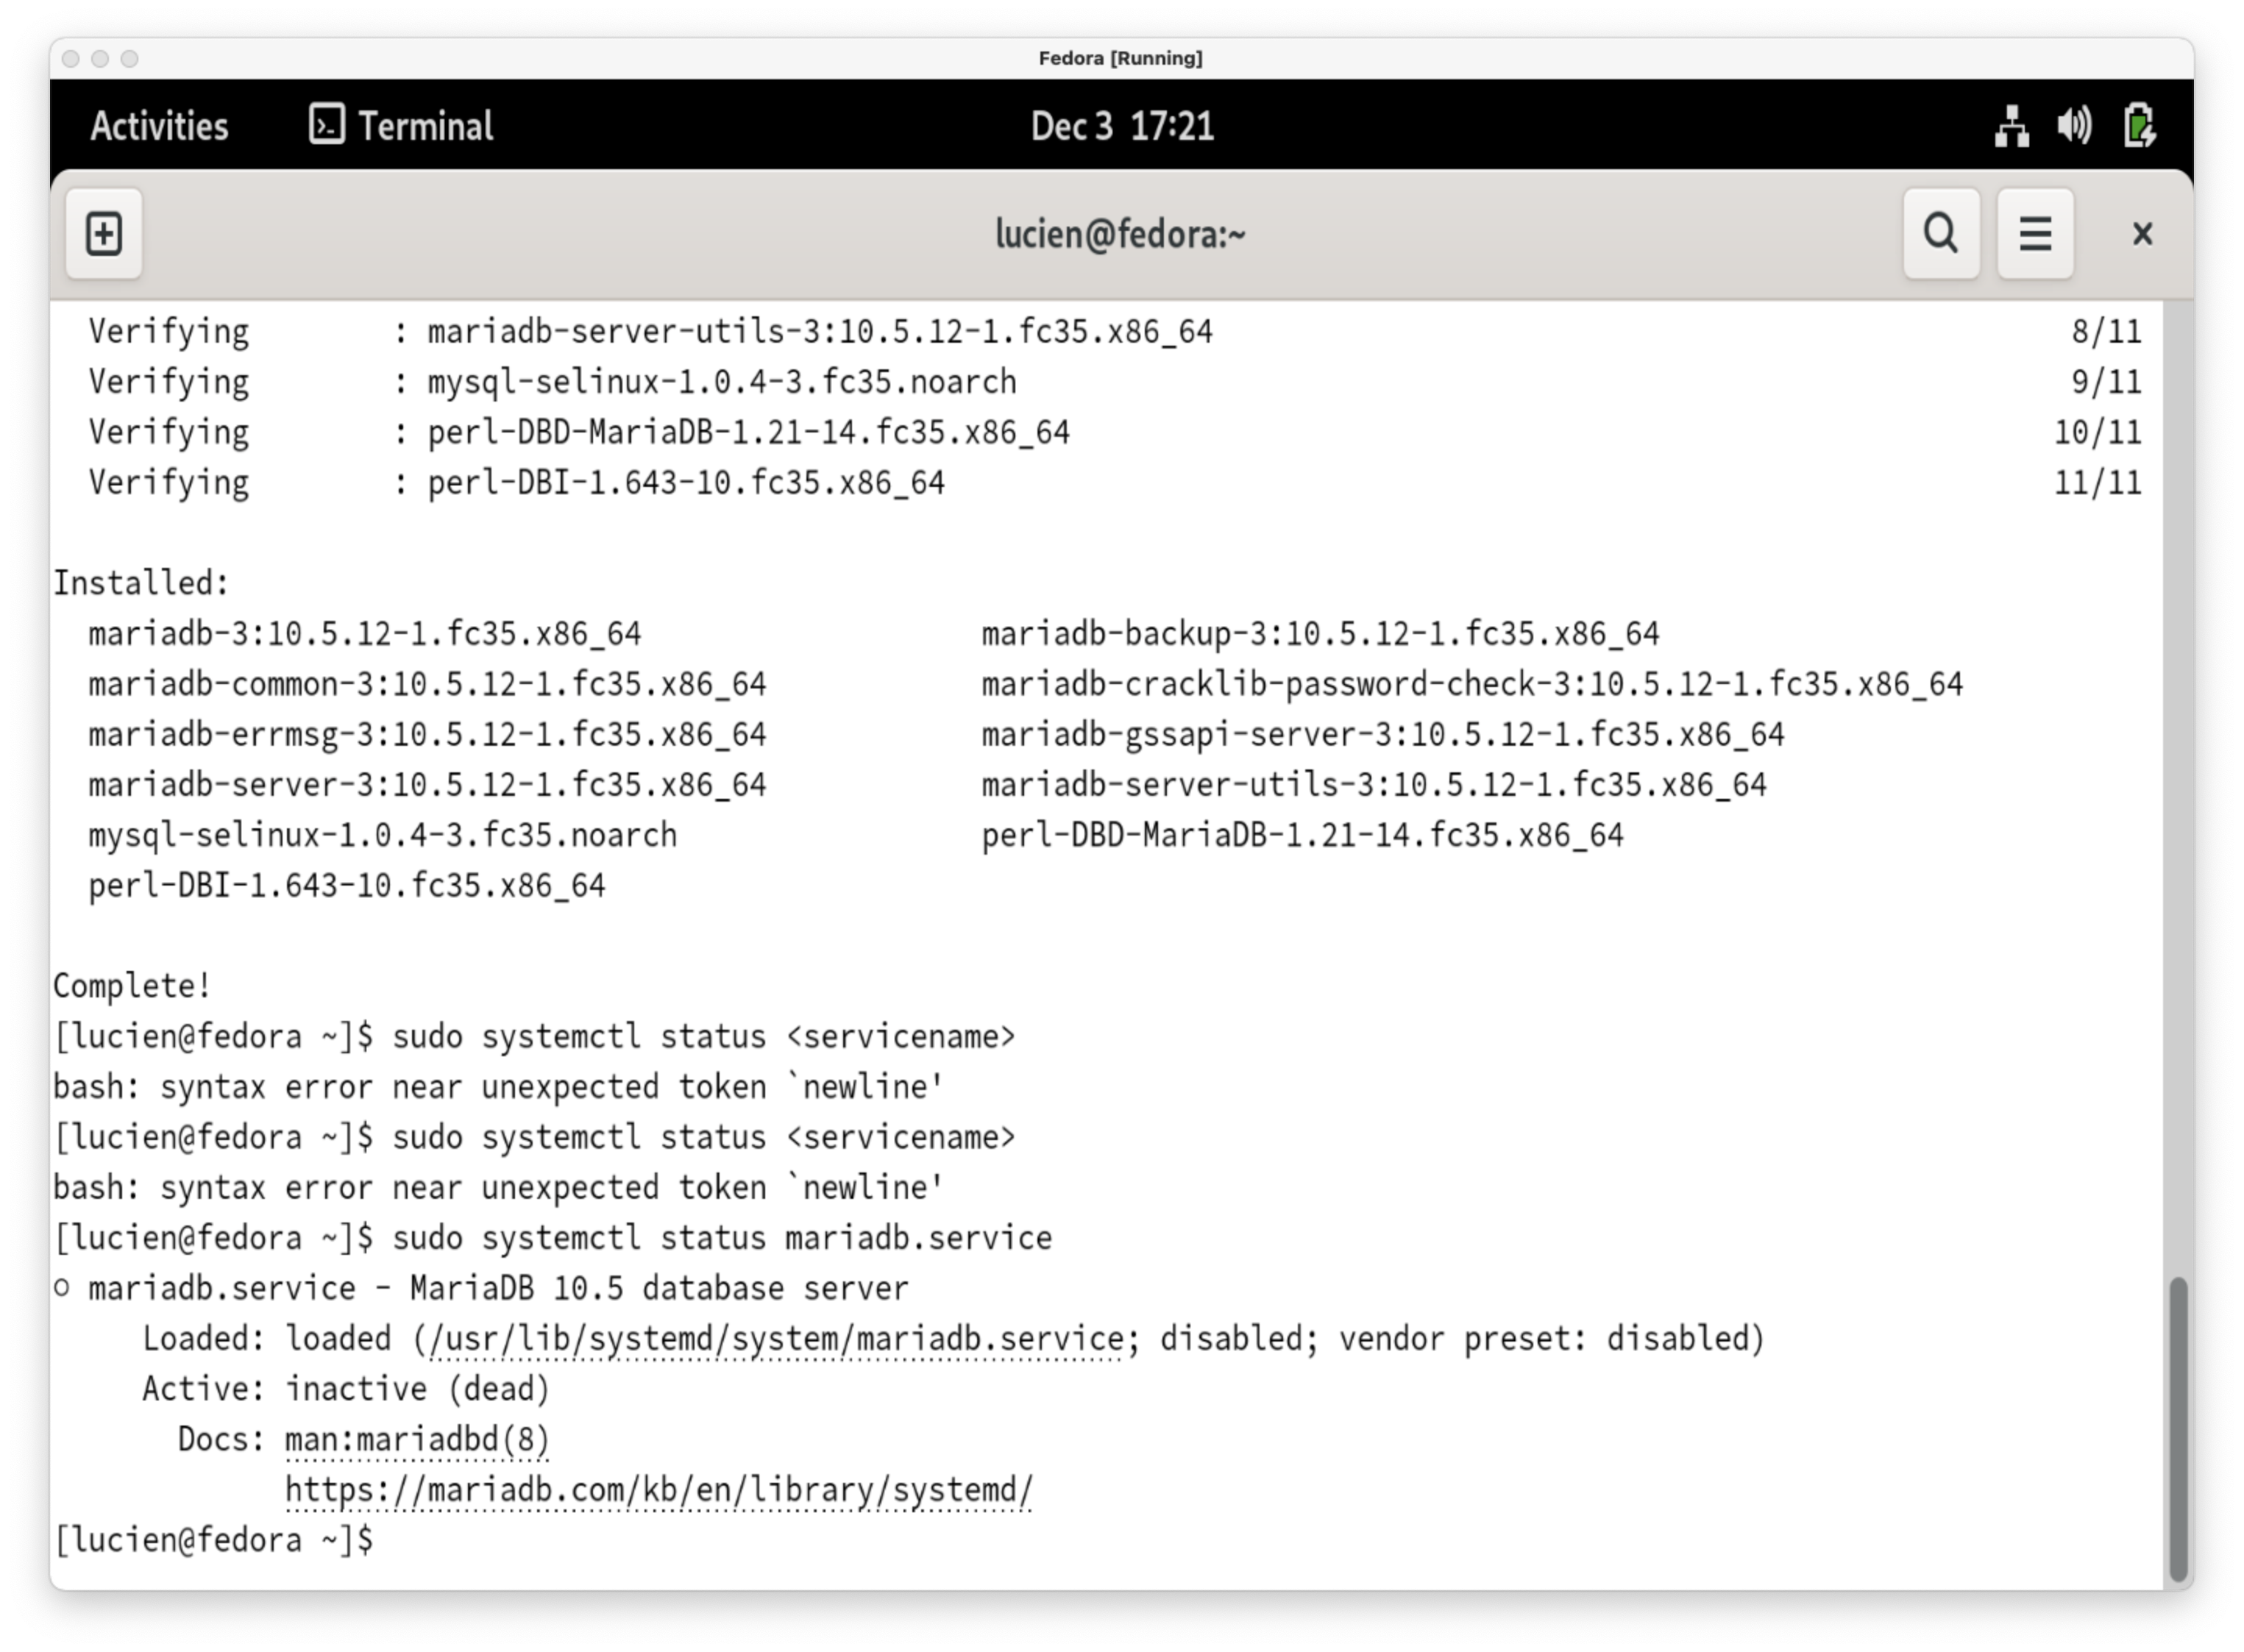 Fedora [Running]
Activities Terminal Dec 3 17:21
lucien@fedora:~
Verifying : mariadb-server-utils-3:10.5.12-1.fc35.x86_64 8/11
Verifying : mysql-selinux-1.0.4-3.fc35.noarch 9/11
Verifying : perl-DBD-MariaDB-1.21-14.fc35.x86_64 10/11
Verifying : perl-DBI-1.643-10.fc35.x86_64 11/11
Installed:
mariadb-3:10.5.12-1.fc35.x86_64 mariadb-backup-3:10.5.12-1.fc35.x86_64
mariadb-common-3:10.5.12-1.fc35.x86_64 mariadb-cracklib-password-check-3:10.5.12-1.fc35.x86_64
mariadb-errmsg-3:10.5.12-1.fc35.x86_64 mariadb-gssapi-server-3:10.5.12-1.fc35.x86_64
mariadb-server-3:10.5.12-1.fc35.x86_64 mariadb-server-utils-3:10.5.12-1.fc35.x86_64
mysql-selinux-1.0.4-3.fc35.noarch perl-DBD-MariaDB-1.21-14.fc35.x86_64
perl-DBI-1.643-10.fc35.x86_64
Complete!
[lucien@fedora ~]$ sudo systemctl status <servicename>
bash: syntax error near unexpected token `newline'
[lucien@fedora ~]$ sudo systemctl status <servicename>
bash: syntax error near unexpected token `newline'
[lucien@fedora ~]$ sudo systemctl status mariadb.service
○ mariadb.service - MariaDB 10.5 database server
Loaded: loaded (/usr/lib/systemd/system/mariadb.service; disabled; vendor preset: disabled)
Active: inactive (dead)
Docs: man:mariadbd(8)
https://mariadb.com/kb/en/library/systemd/
[lucien@fedora ~]$